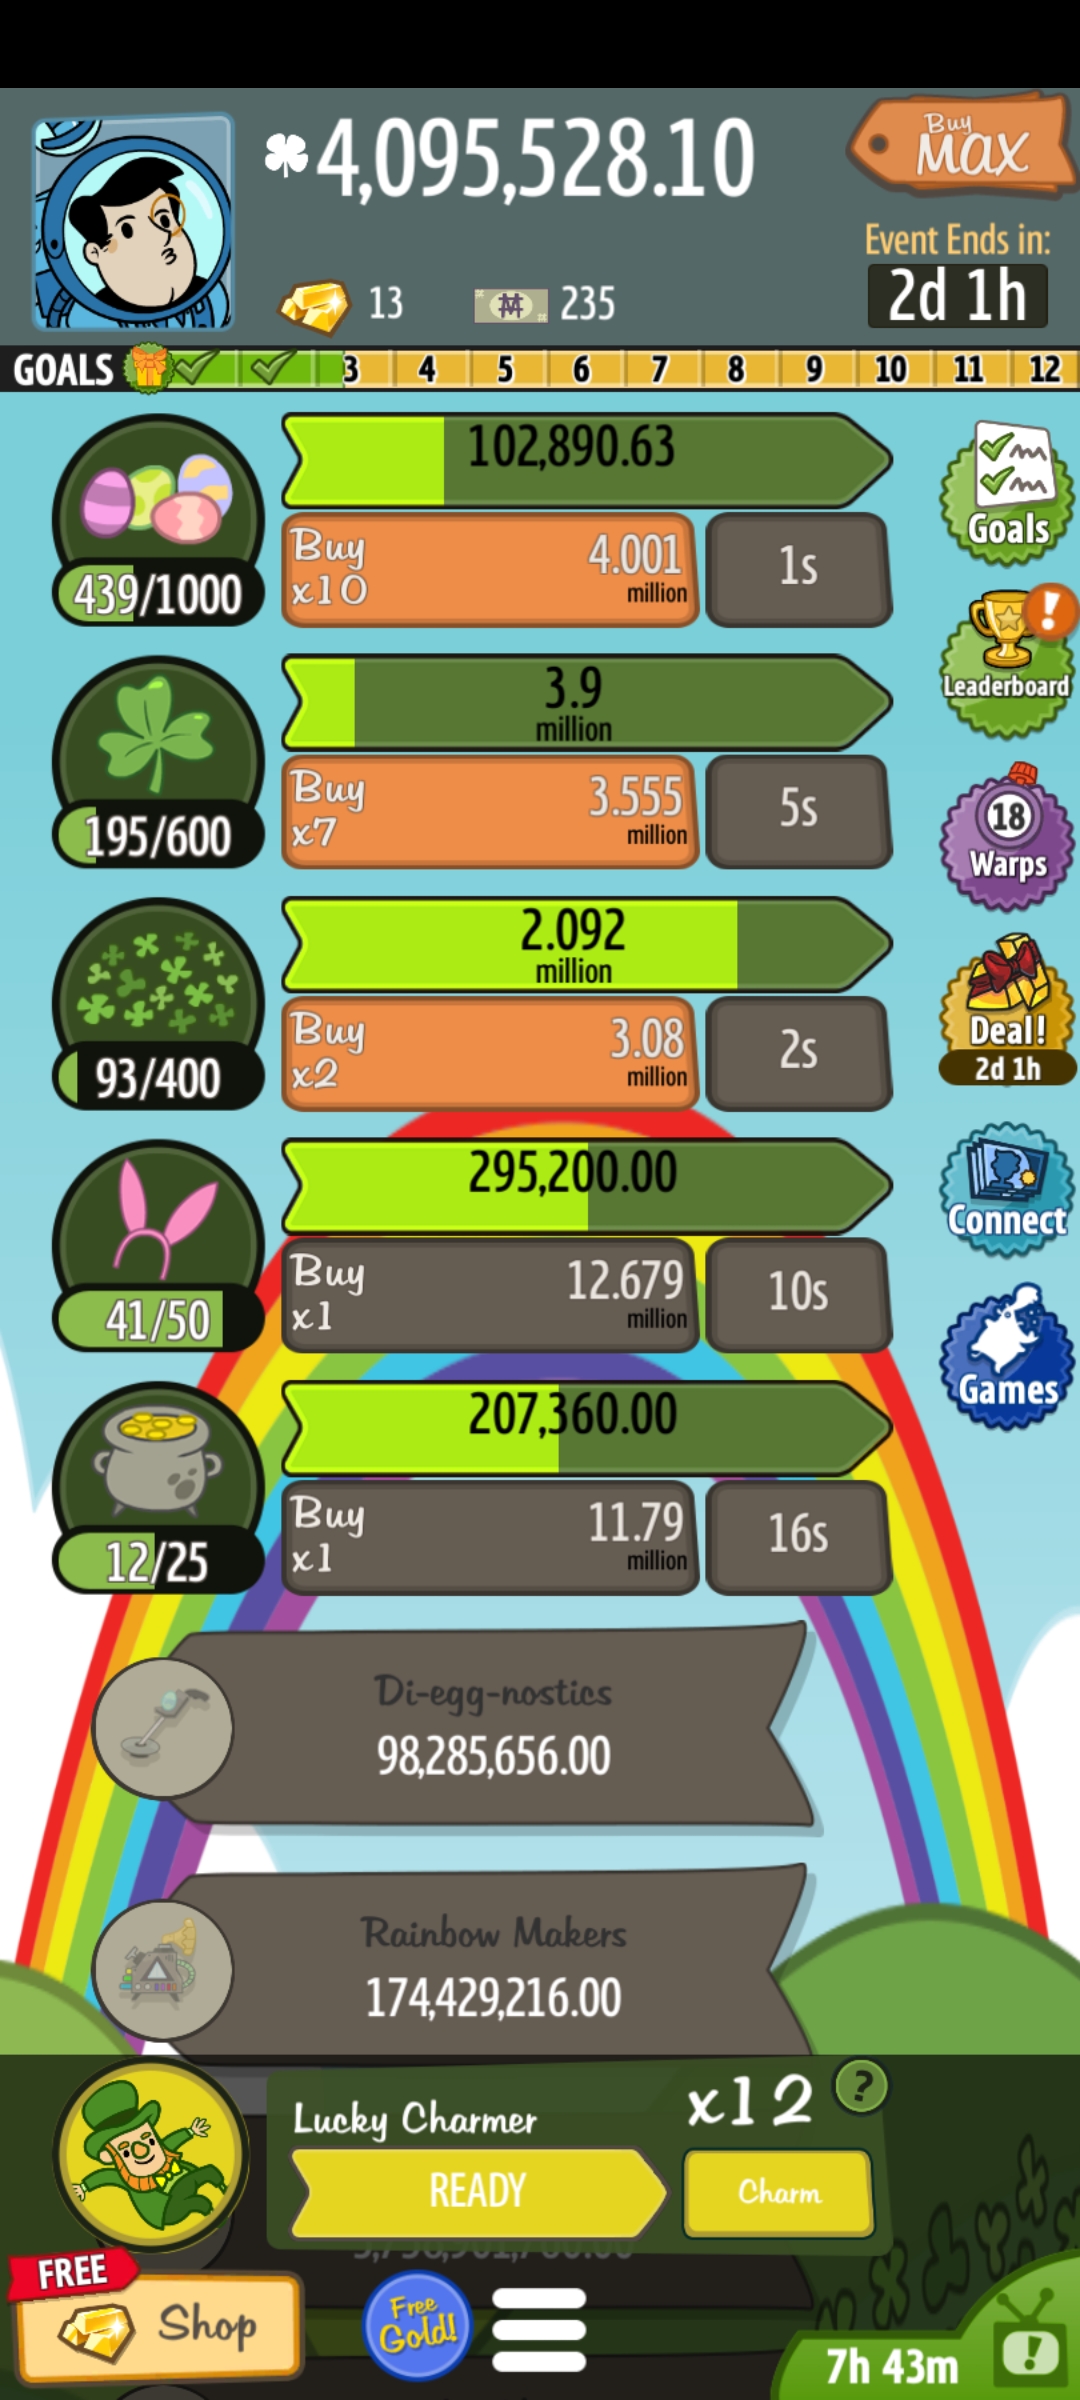 4,095,528.10
Buy
MAX
Event Ends in:
2d 1h
13
235
GOALS 3 4 5 6 7 8 9 10 11 12
102,890.63
Buy
x10
4.001
million
1s
439/1000
Goals
3.9
million
Buy
x7
3.555
million
5s
195/600
!
Leaderboard
2.092
million
Buy
x2
3.08
million
2s
93/400
18
Warps
Deal!
2d 1h
295,200.00
Buy
x1
12.679
million
10s
41/50
Connect
207,360.00
Buy
x1
11.79
million
16s
12/25
Games
Di-egg-nostics
98,285,656.00
Rainbow Makers
174,429,216.00
Lucky Charmer
x12
?
READY
Charm
FREE
Shop
Free
Gold!
7h 43m
!